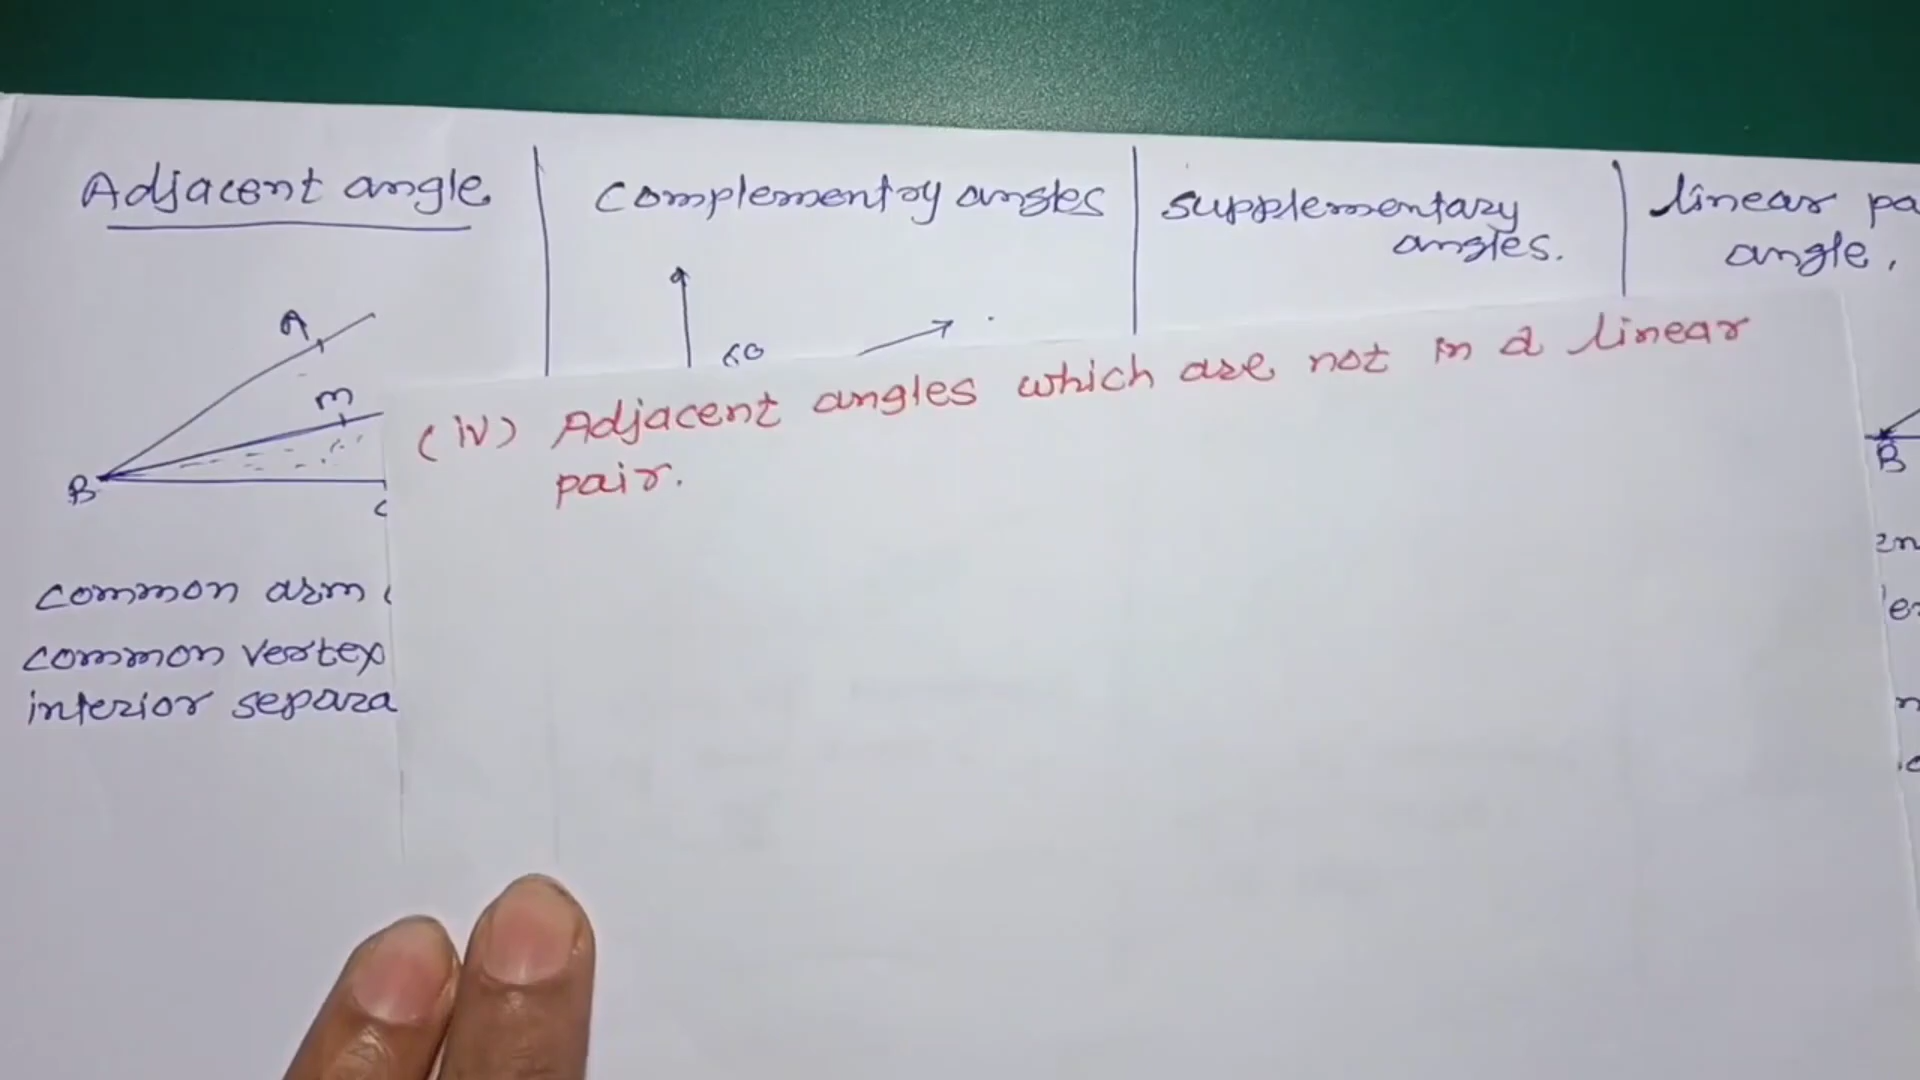 Adjacent angle
complementry angles
supplementary
angles.
linear pa
angle.
A
m
B
C
60
(iv) Adjacent angles which are not in a linear
pair.
B
common arm
common vertex
interior separa